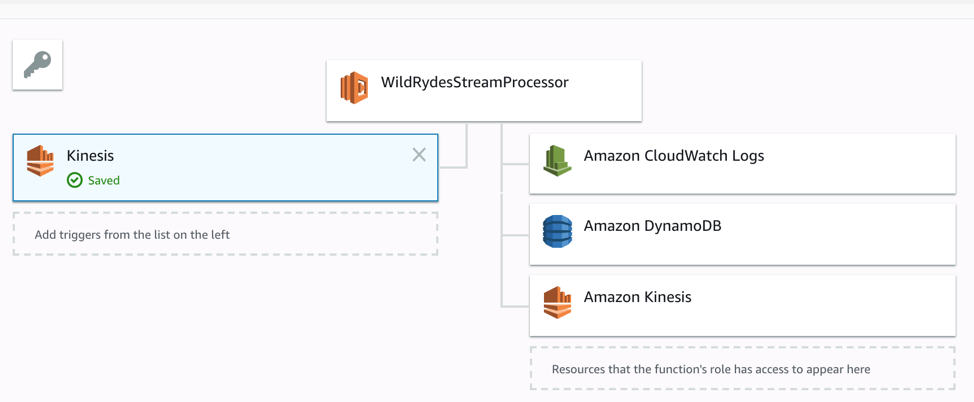 WildRydesStreamProcessor
Kinesis
Saved
Add triggers from the list on the left
Amazon CloudWatch Logs
Amazon DynamoDB
Amazon Kinesis
Resources that the function's role has access to appear here